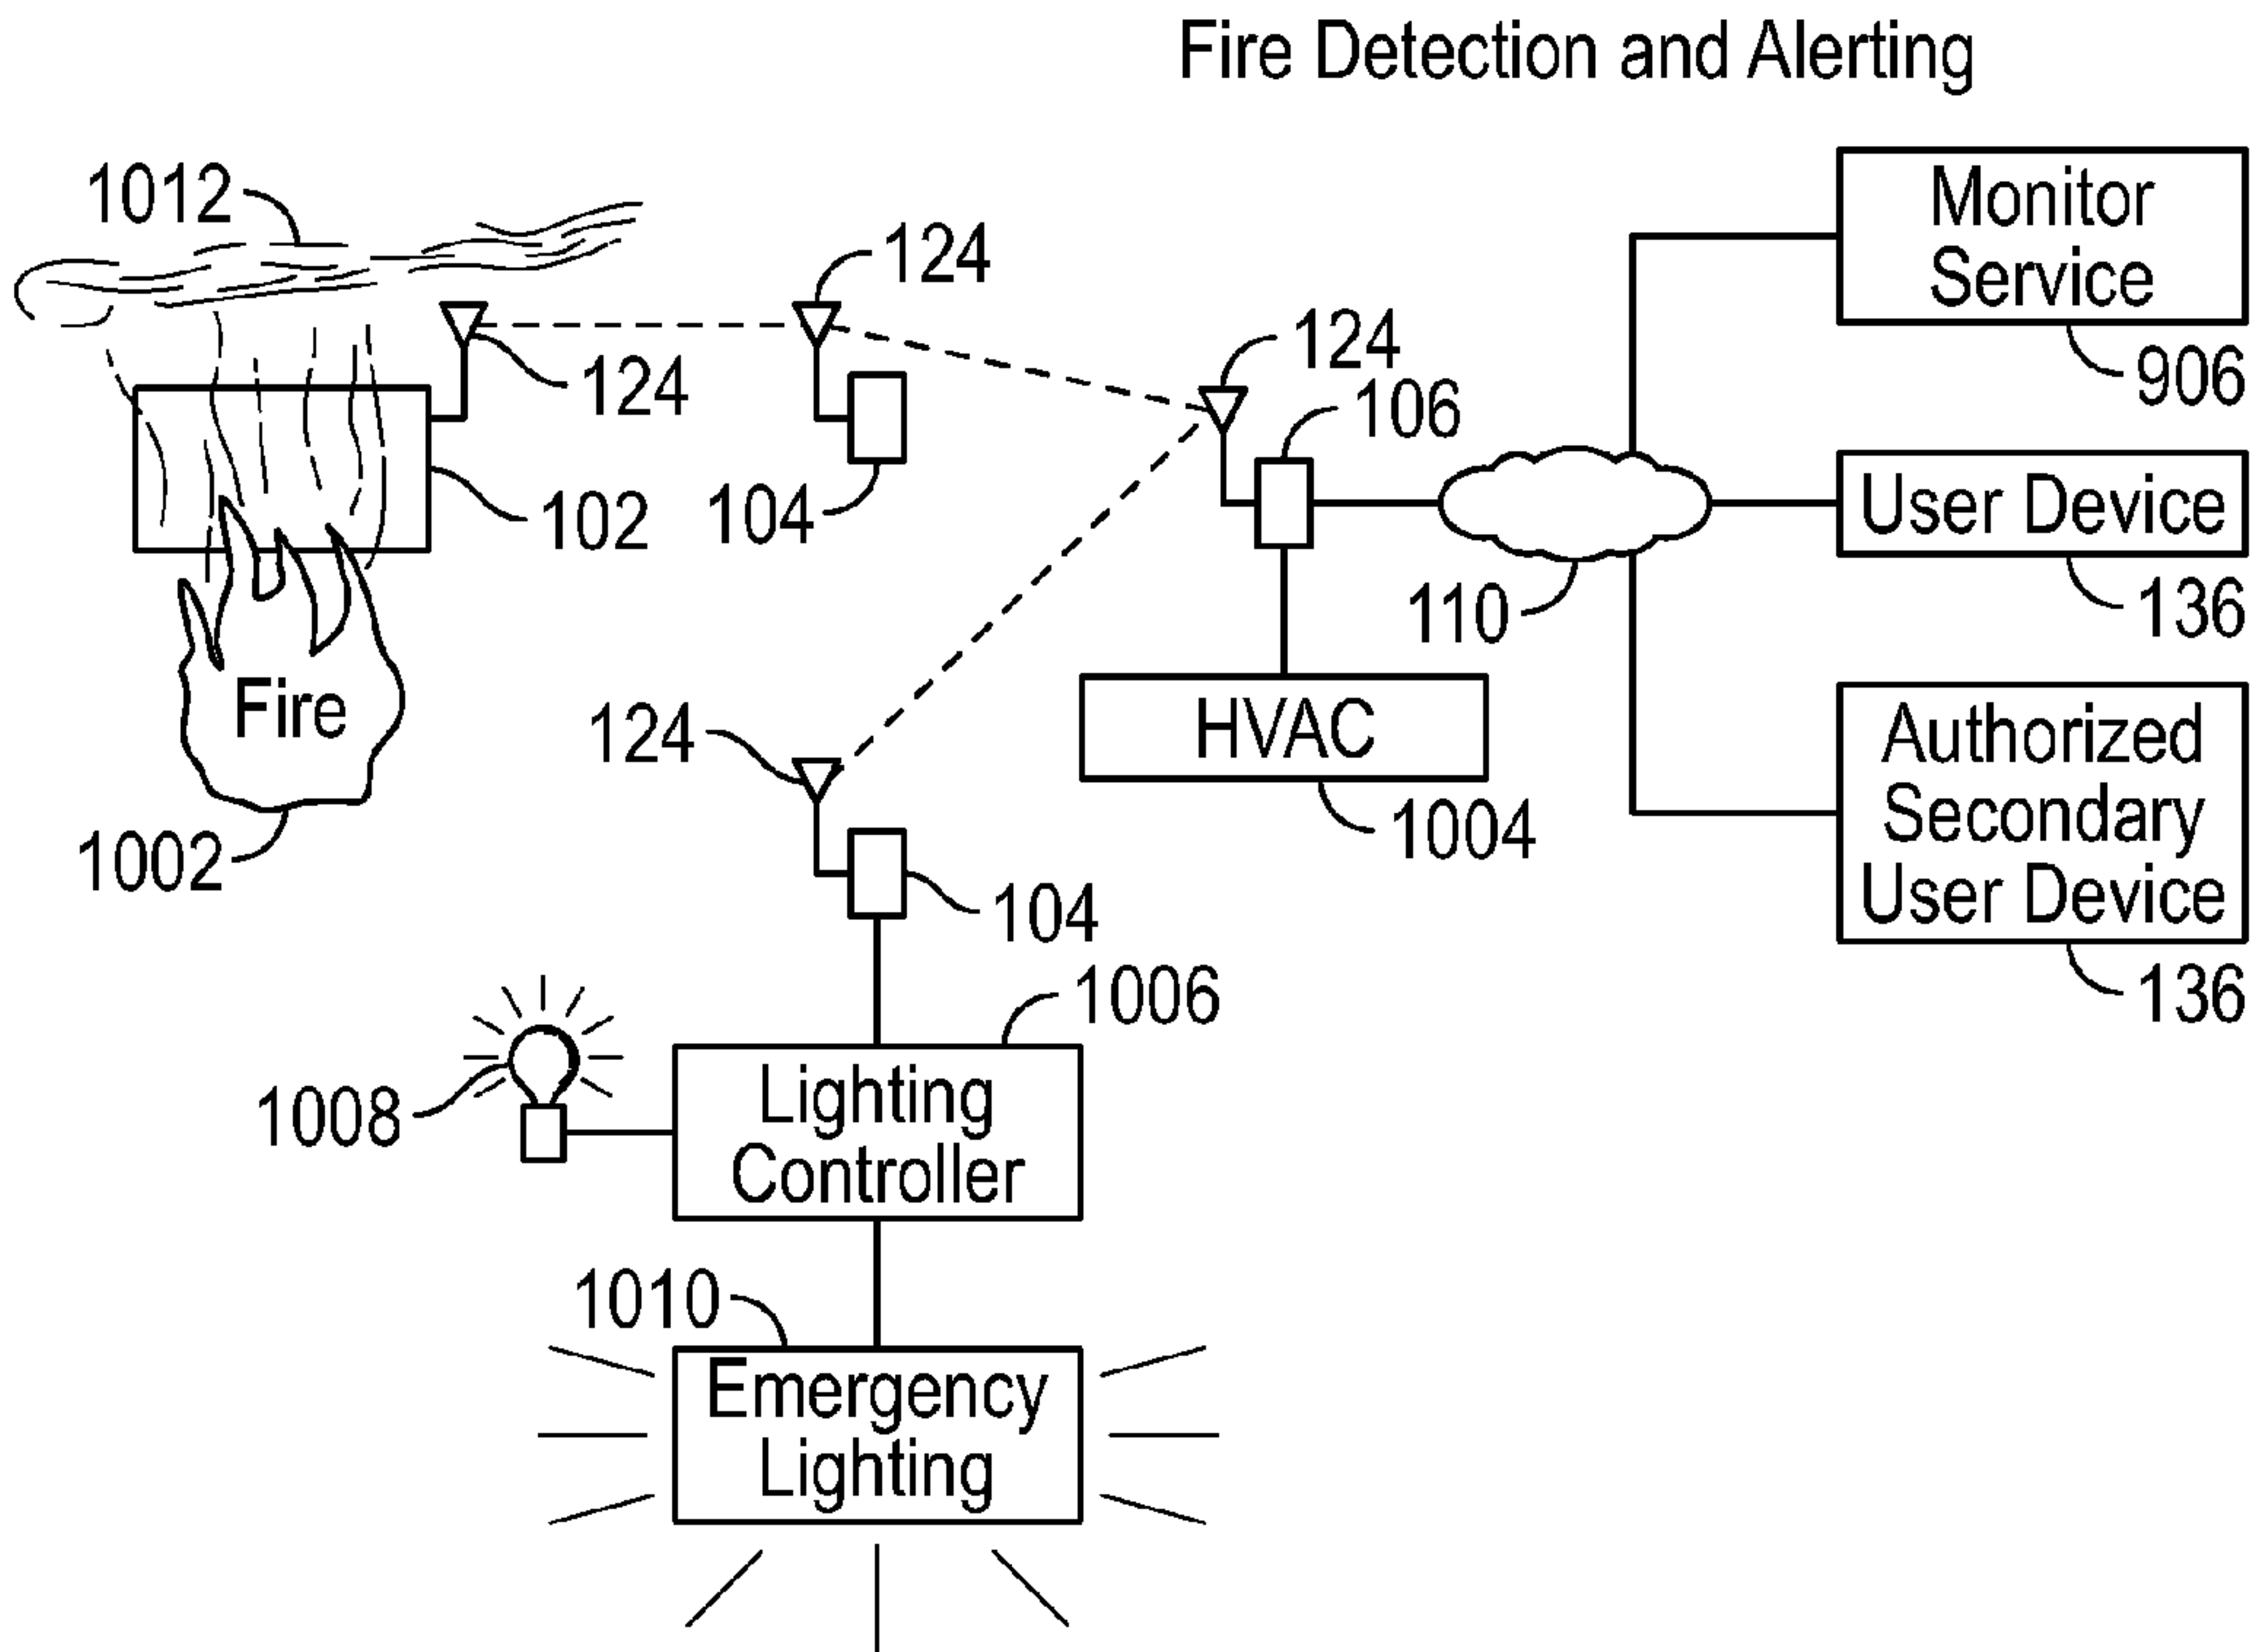 Fire Detection and Alerting
1012
124
124
124
106
102
104
Monitor
Service
906
User Device
136
110
Fire
1002
124
HVAC
1004
Authorized
Secondary
User Device
136
104
1006
1008
Lighting
Controller
1010
Emergency
Lighting